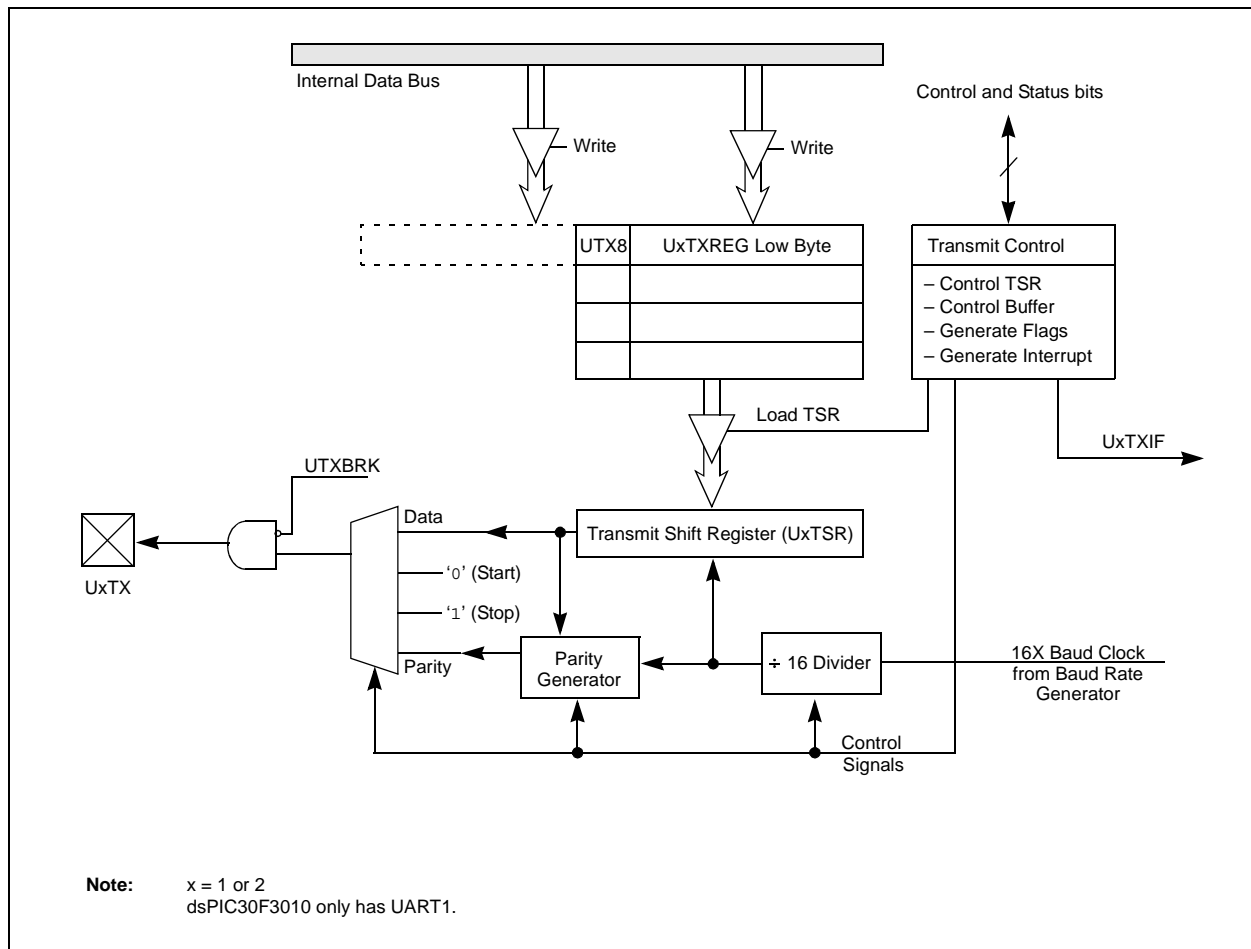 Internal Data Bus
Control and Status bits
Write
Write
UTX8
UxTXREG Low Byte
Transmit Control
– Control TSR
– Control Buffer
– Generate Flags
– Generate Interrupt
Load TSR
UxTXIF
UTXBRK
Data
Transmit Shift Register (UxTSR)
UxTX
‘0’ (Start)
‘1’ (Stop)
Parity
Parity
Generator
÷ 16 Divider
16X Baud Clock
from Baud Rate
Generator
Control
Signals
Note: x = 1 or 2
dsPIC30F3010 only has UART1.